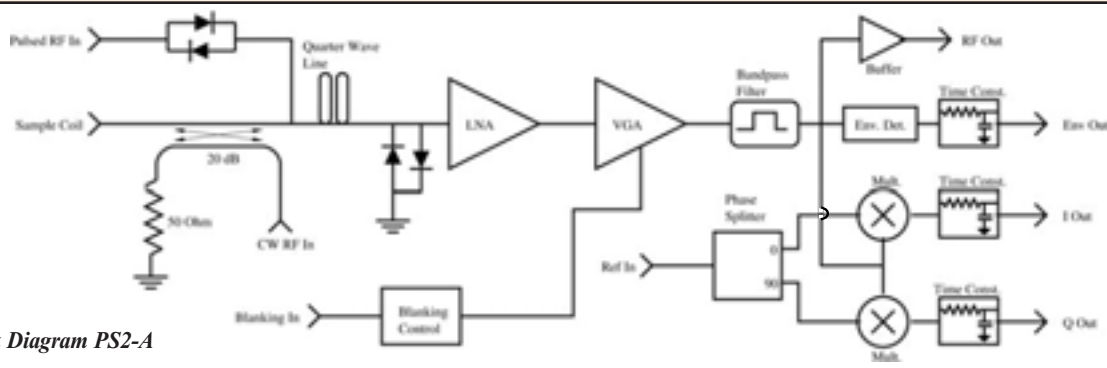 Pulsed RF In
Quarter Wave
Line
Sample Coil
20 dB
50 Ohm
CW RF In
LNA
VGA
Bandpass
Filter
Buffer
RF Out
Env. Det.
Time Const.
Env Out
Mult.
Time Const.
I Out
Phase
Splitter
0
90
Ref In
Time Const.
Q Out
Mult.
Blanking In
Blanking
Control
Diagram PS2-A